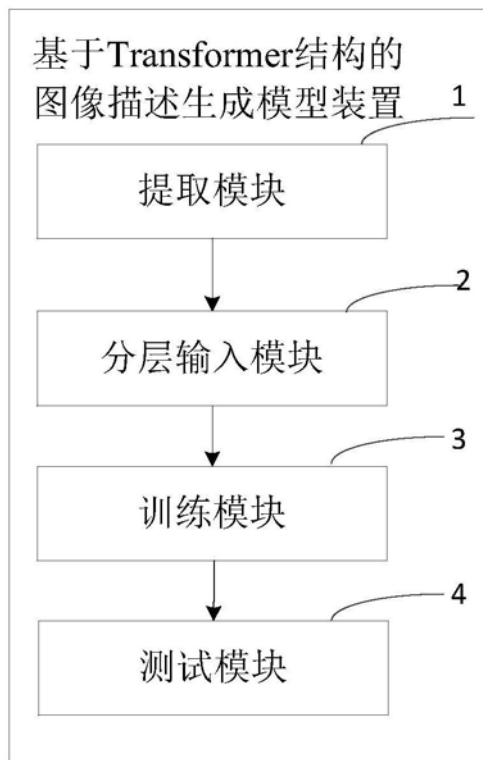 基于Transformer结构的
图像描述生成模型装置
1
提取模块
2
分层输入模块
3
训练模块
4
测试模块